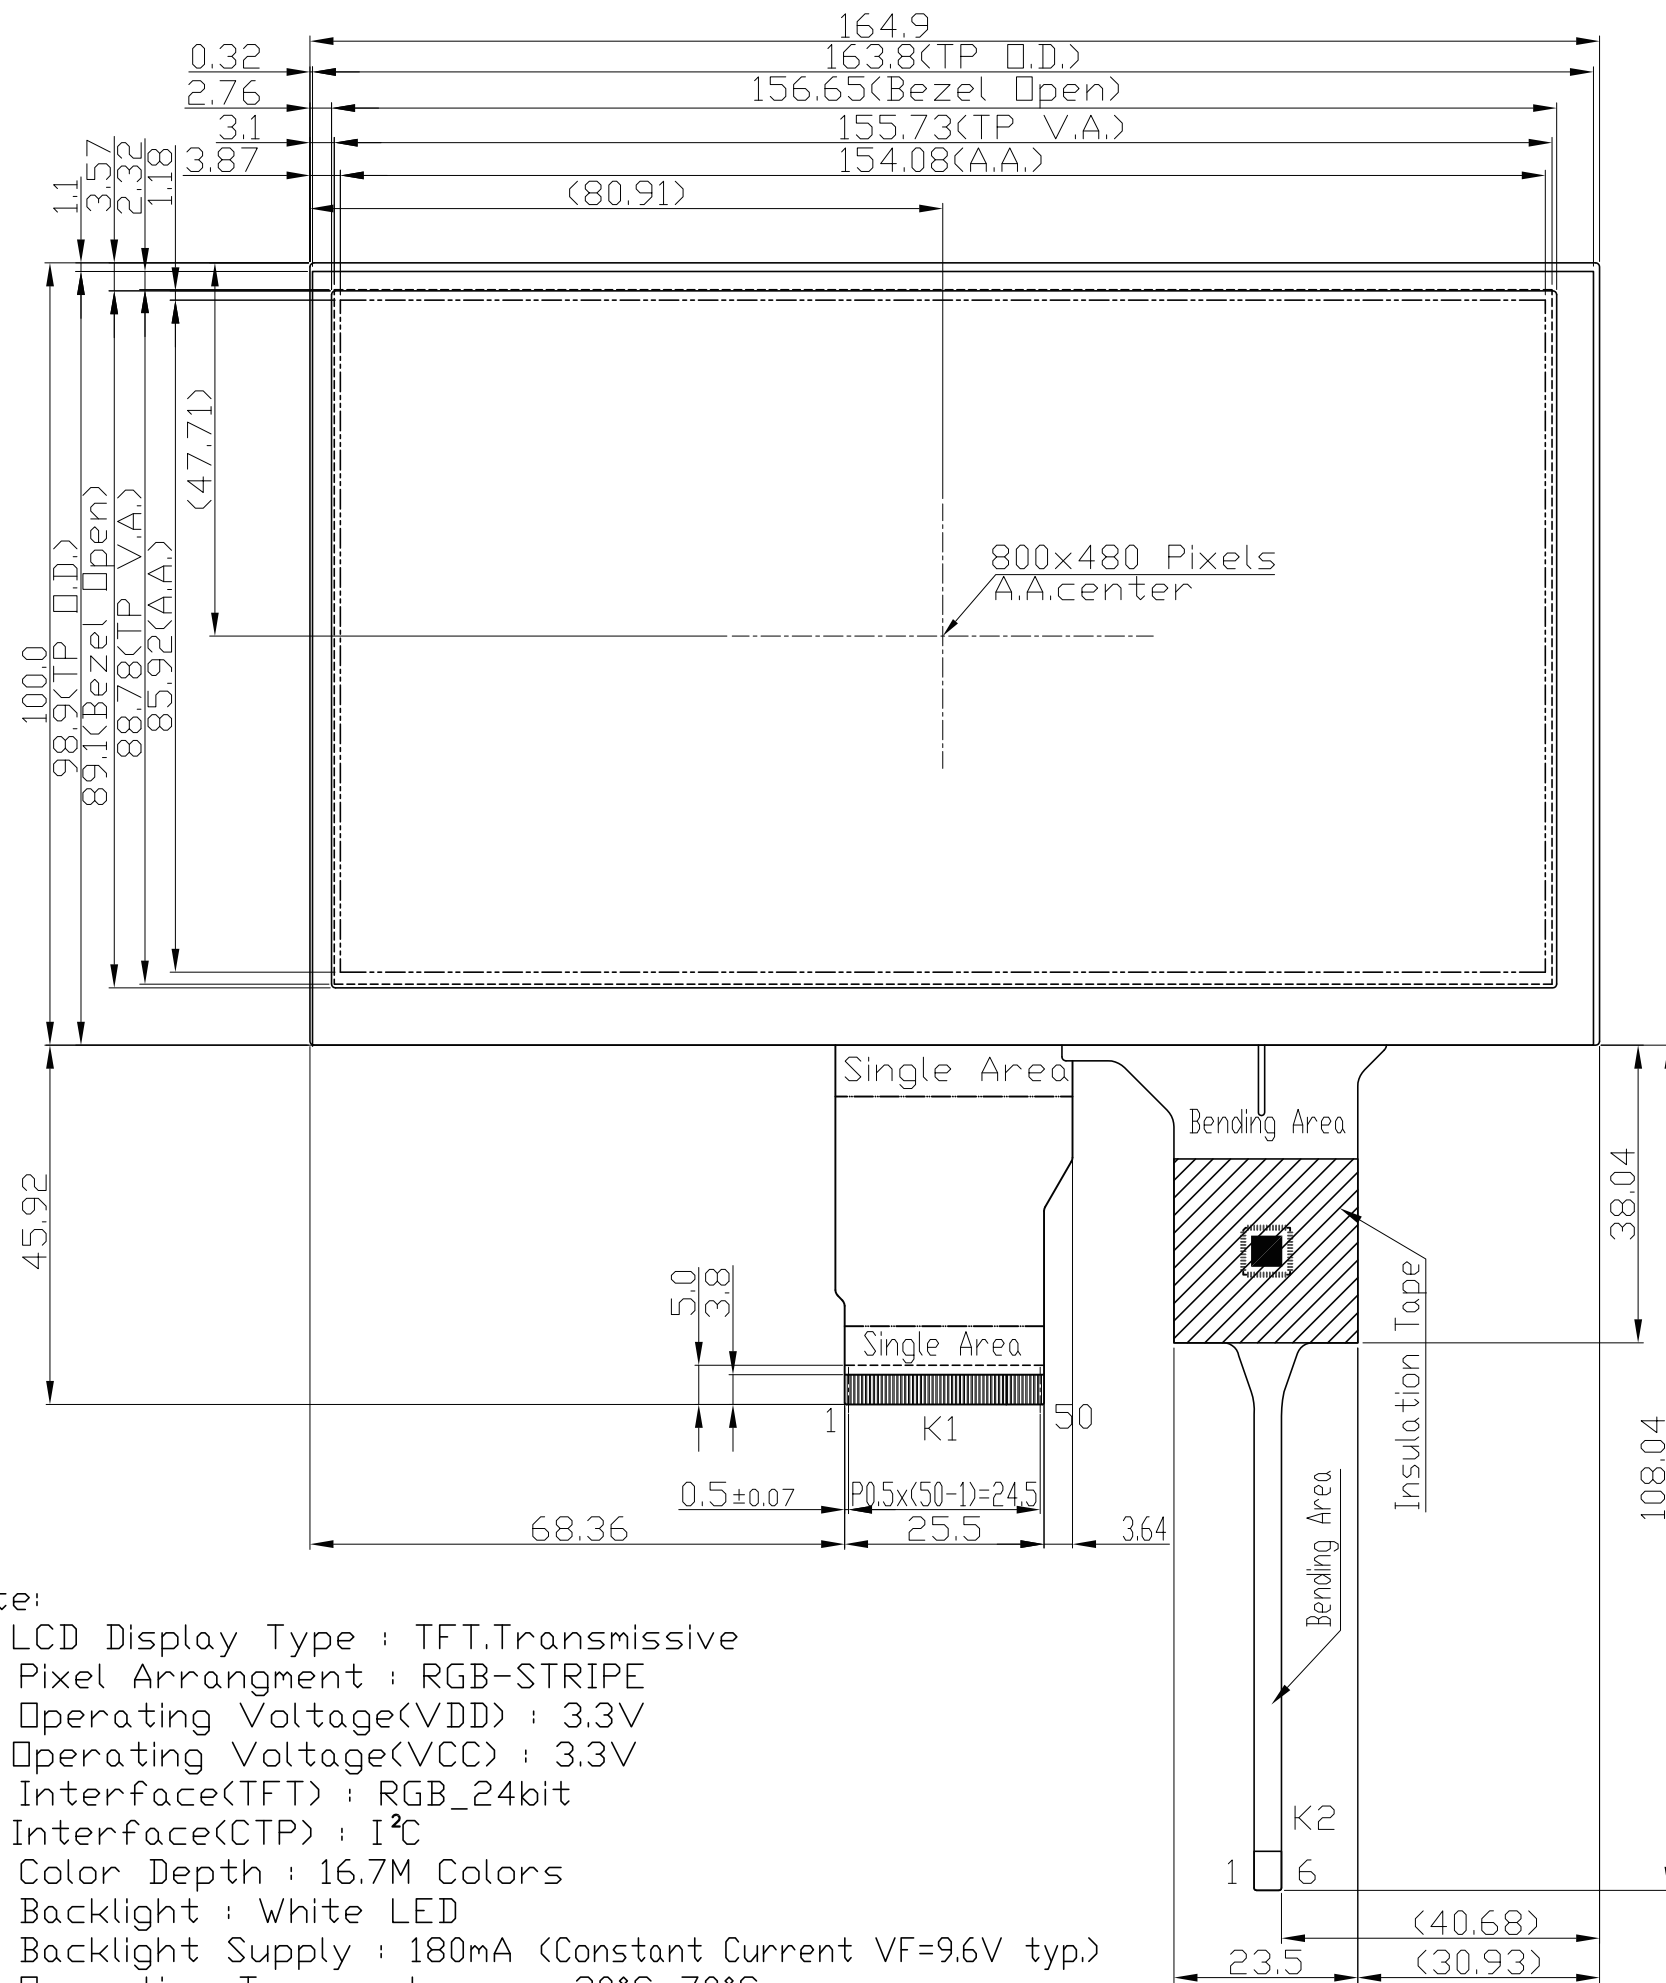 164.9
0.32
163.8(TP O.D.)
2.76
156.65(Bezel Open)
3.1
155.73(TP V.A.)
3.87
154.08(A.A.)
(80.91)
1.1
3.57
2.32
1.18
(47.71)
100.0
98.9(TP O.D.)
89.1(Bezel Open)
88.78(TP V.A.)
85.92(A.A.)
800x480 Pixels
A.A.center
Single Area
Bending Area
45.92
38.04
5.0
3.8
Single Area
Insulation Tape
1
K1
50
108.04
0.5±0.07
P0.5x(50-1)=24.5
68.36
25.5
3.64
Bending Area
te:
LCD Display Type : TFT.Transmissive
Pixel Arrangment : RGB-STRIPE
Operating Voltage(VDD) : 3.3V
Operating Voltage(VCC) : 3.3V
Interface(TFT) : RGB_24bit
Interface(CTP) : I²C
Color Depth : 16.7M Colors
Backlight : White LED
Backlight Supply : 180mA (Constant Current VF=9.6V typ.)
K2
1
6
(40.68)
23.5
(30.93)